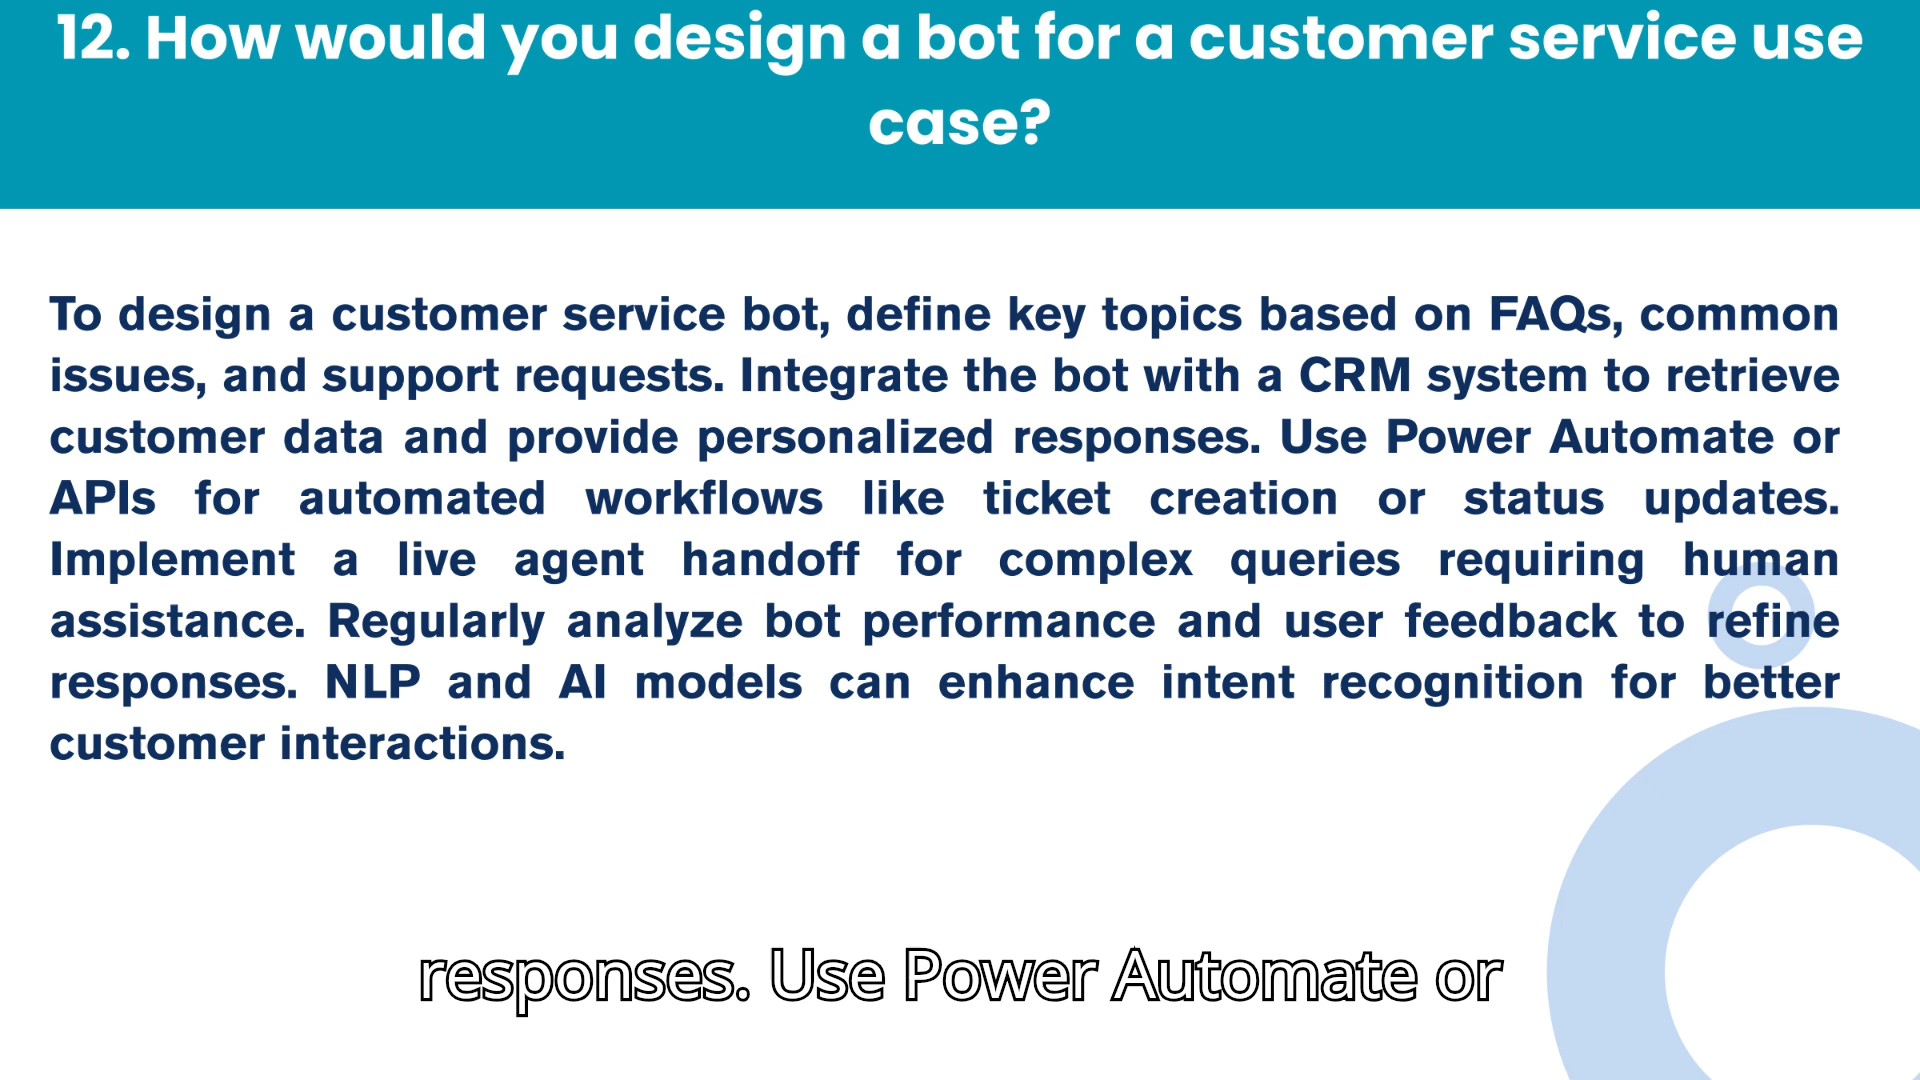 12. How would you design a bot for a customer service use
case?
To design a customer service bot, define key topics based on FAQs, common
issues, and support requests. Integrate the bot with a CRM system to retrieve
customer data and provide personalized responses. Use Power Automate or
APIs for automated workflows like ticket creation or status updates.
Implement a live agent handoff for complex queries requiring human
assistance. Regularly analyze bot performance and user feedback to refine
responses. NLP and AI models can enhance intent recognition for better
customer interactions.
responses. Use Power Automate or